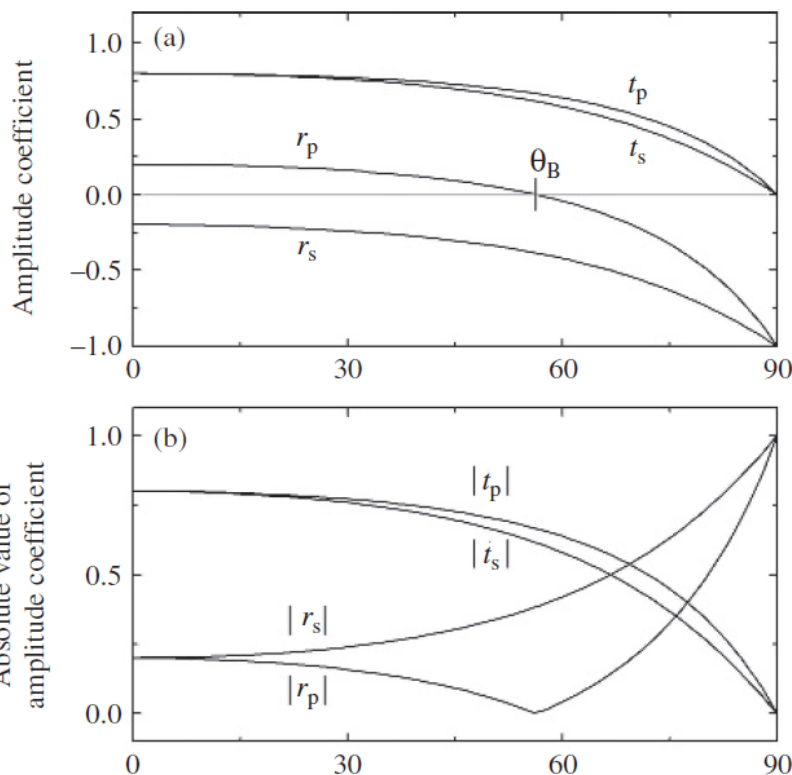 (a)
1.0
0.5
0.0
−0.5
−1.0
Amplitude coefficient
t_p
t_s
r_p
θ_B
r_s
0 30 60 90
(b)
1.0
0.5
0.0
Absolute value of
amplitude coefficient
|t_p|
|t_s|
|r_s|
|r_p|
0 30 60 90